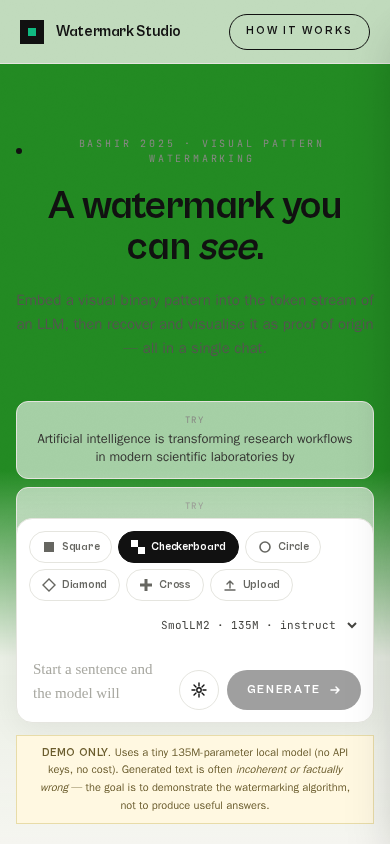 Watermark Studio
HOW IT WORKS
BASHIR 2025 · VISUAL PATTERN
WATERMARKING
A watermark you
can see.
Embed a visual binary pattern into the token stream of
an LLM, then recover and visualise it as proof of origin
— all in a single chat.
TRY
Artificial intelligence is transforming research workflows
in modern scientific laboratories by
TRY
Square
Checkerboard
Circle
Diamond
Cross
Upload
SmolLM2 · 135M · instruct
Start a sentence and
the model will
GENERATE →
DEMO ONLY. Uses a tiny 135M-parameter local model (no API
keys, no cost). Generated text is often incoherent or factually
wrong — the goal is to demonstrate the watermarking algorithm,
not to produce useful answers.